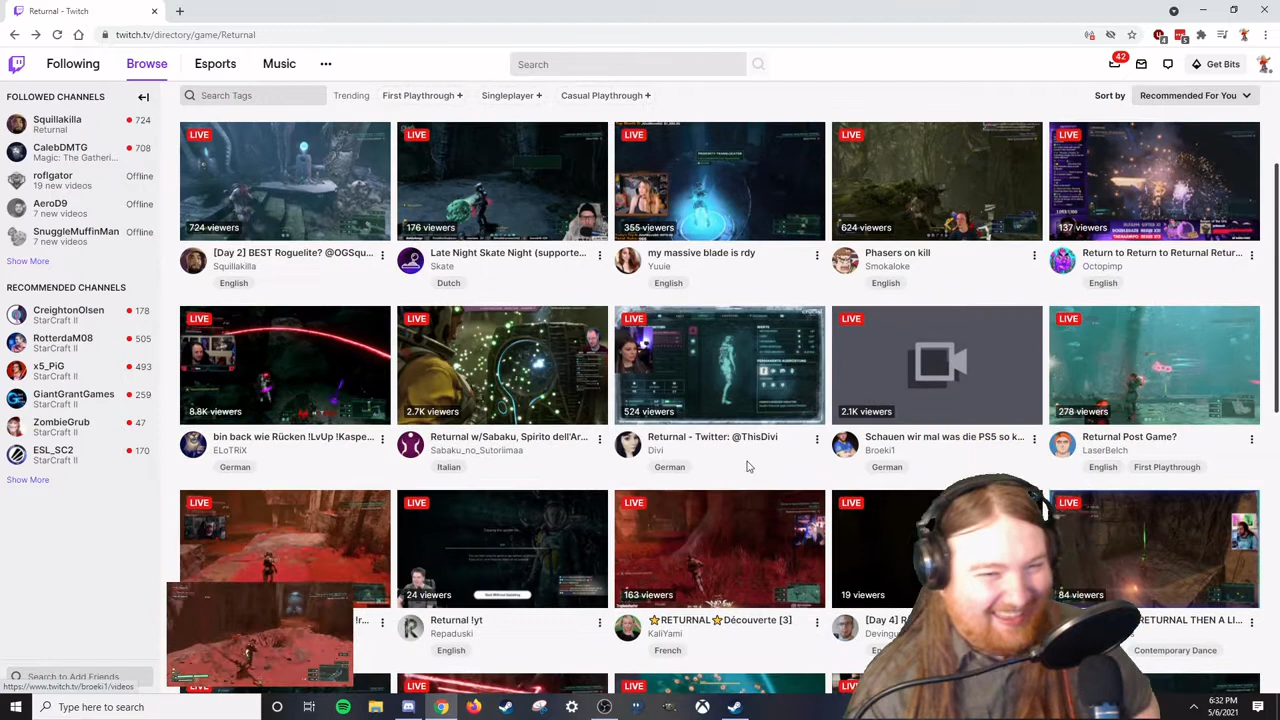 Returnal - Twitch
twitch.tv/directory/game/Returnal
4
5
Following
Browse
Esports
Music
Search
42
Get Bits
FOLLOWED CHANNELS
Squillakilla
724
Returnal
CalebDMTG
708
Magic: The Gatheri...
roflgator
Offline
19 new videos
AeroD9
Offline
7 new videos
SnuggleMuffinMan
Offline
7 new videos
Show More
RECOMMENDED CHANNELS
CreightonOlsen
178
StarCraft II
RotterdaM08
505
StarCraft II
x5_PiG
493
StarCraft II
GiantGrantGames
259
StarCraft II
ZombieGrub
47
StarCraft II
ESL_SC2
170
StarCraft II
Show More
Search to Add Friends
https://www.twitch.tv/broeki1/videos
Search Tags
Trending
First Playthrough +
Singleplayer +
Casual Playthrough +
Sort by
Recommended For You
LIVE
724 viewers
[Day 2] BEST Roguelite? @OGSqu...
Squillakilla
English
LIVE
176 viewers
Late Night Skate Night (supporte...
Skate
Dutch
LIVE
355 viewers
my massive blade is rdy
Yuuie
English
LIVE
624 viewers
Phasers on kill
Smokaloke
English
LIVE
137 viewers
Return to Return to Returnal Retur...
Octopimp
English
LIVE
8.8K viewers
bin back wie Rücken !LvUp !Kaspe...
ELoTRiX
German
LIVE
2.7K viewers
Returnal w/Sabaku, Spirito dell'Ar...
Sabaku_no_Sutoriimaa
Italian
LIVE
524 viewers
Returnal - Twitter: @ThisDivi
Divi
German
LIVE
2.1K viewers
Schauen wir mal was die PS5 so k...
Broeki1
German
LIVE
278 viewers
Returnal Post Game?
LaserBelch
English
First Playthrough
LIVE
LIVE
24 viewers
Returnal !yt
Repaduski
English
LIVE
163 viewers
⭐RETURNAL⭐Découverte [3]
KaliYami
French
LIVE
19 viewers
[Day 4] R
Devingu
En
LIVE
84 viewers
RETURNAL THEN A LI...
Contemporary Dance
Type here to search
6:32 PM
5/6/2021